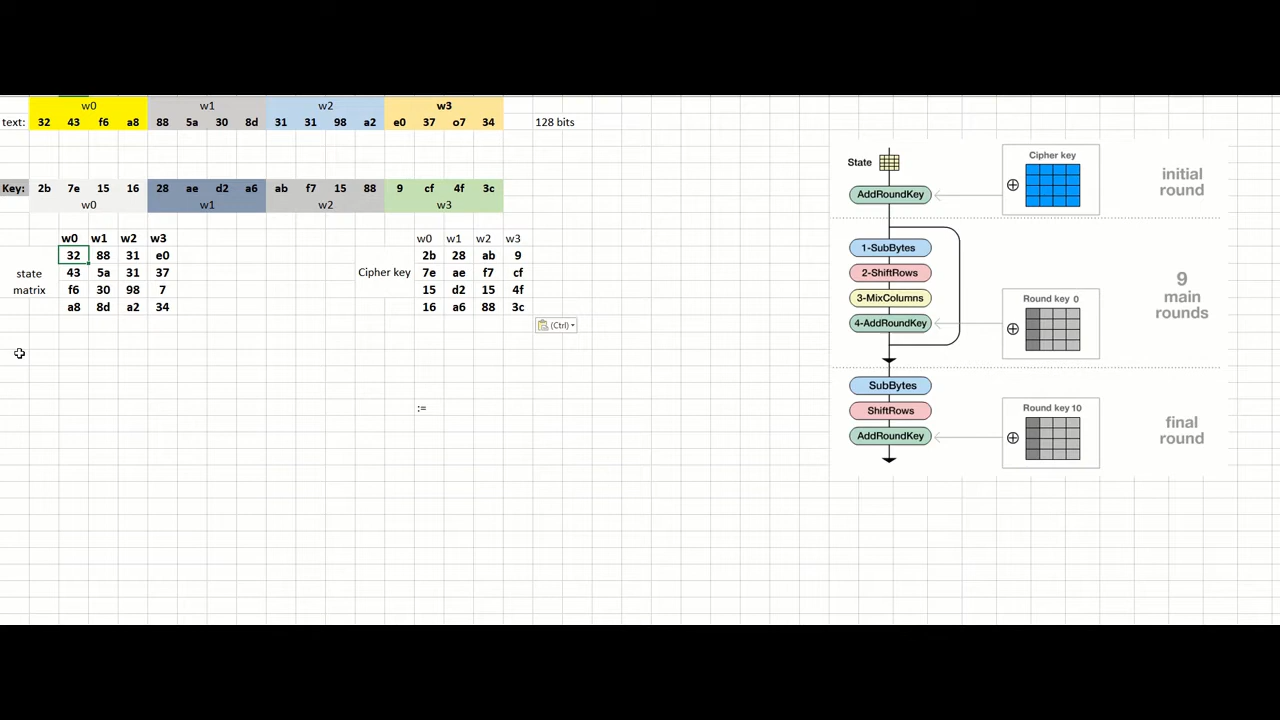 w0 w1 w2 w3
text: 32 43 f6 a8 88 5a 30 8d 31 31 98 a2 e0 37 o7 34 128 bits
Key: 2b 7e 15 16 28 ae d2 a6 ab f7 15 88 9 cf 4f 3c
w0 w1 w2 w3
w0 w1 w2 w3
32 88 31 e0
state 43 5a 31 37
matrix f6 30 98 7
a8 8d a2 34
w0 w1 w2 w3
2b 28 ab 9
Cipher key 7e ae f7 cf
15 d2 15 4f
16 a6 88 3c
(Ctrl)
:=
State
Cipher key
AddRoundKey
initial
round
1-SubBytes
2-ShiftRows
3-MixColumns
4-AddRoundKey
Round key 0
9
main
rounds
SubBytes
ShiftRows
AddRoundKey
Round key 10
final
round